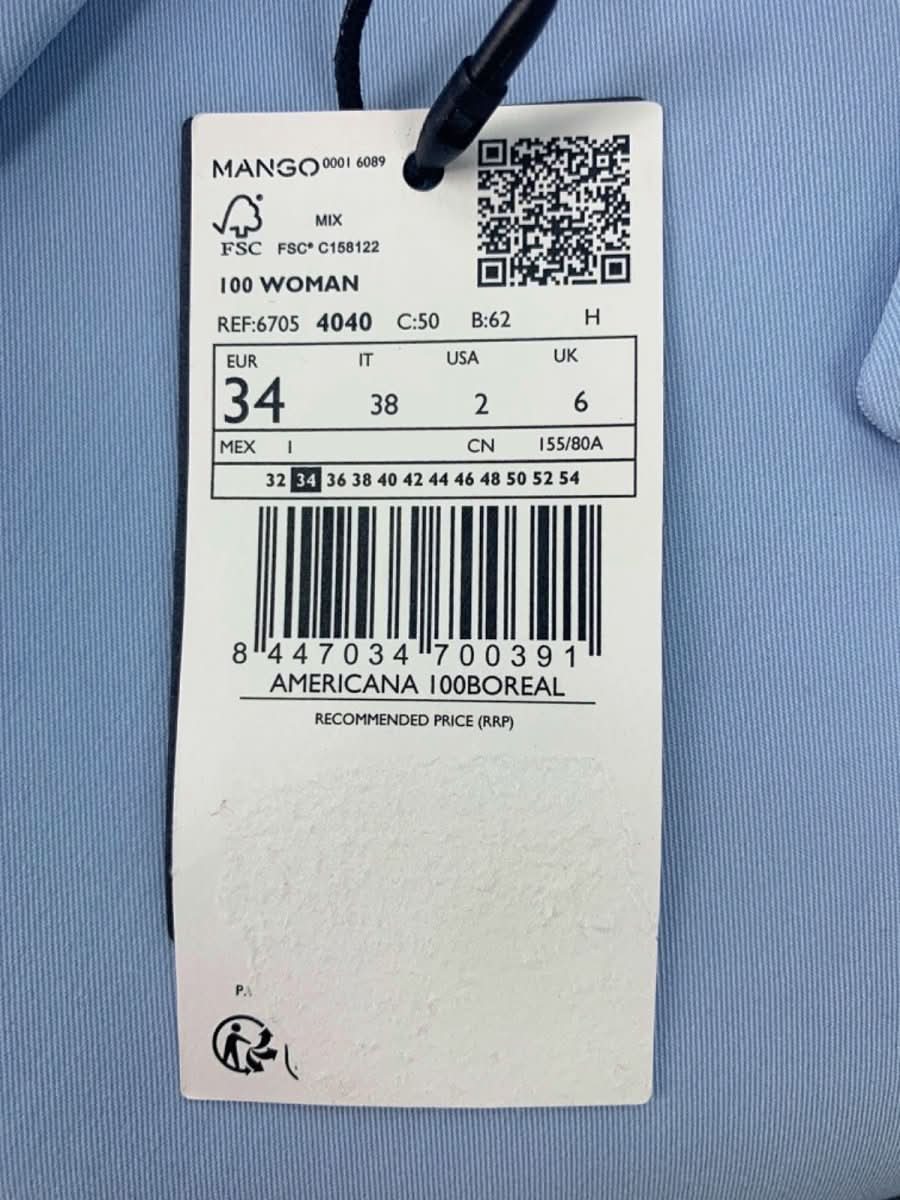 MANGO 0001 6089
MIX
FSC FSC® C158122
100 WOMAN
REF:6705 4040 C:50 B:62 H
EUR IT USA UK
34 38 2 6
MEX I CN 155/80A
32 34 36 38 40 42 44 46 48 50 52 54
8 447034 700391
AMERICANA 100BOREAL
RECOMMENDED PRICE (RRP)